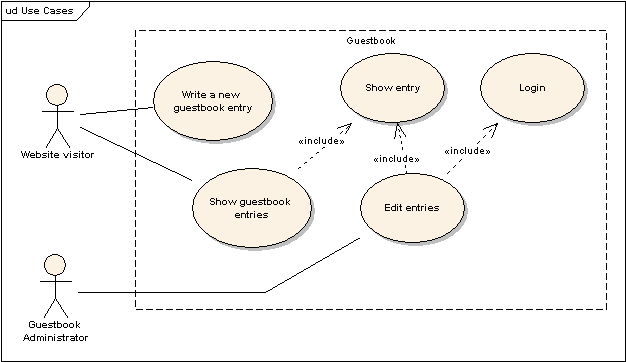 ud Use Cases
Guestbook
Write a new
guestbook entry
Show entry
Login
Website visitor
«include»
«include»
«include»
Show guestbook
entries
Edit entries
Guestbook
Administrator